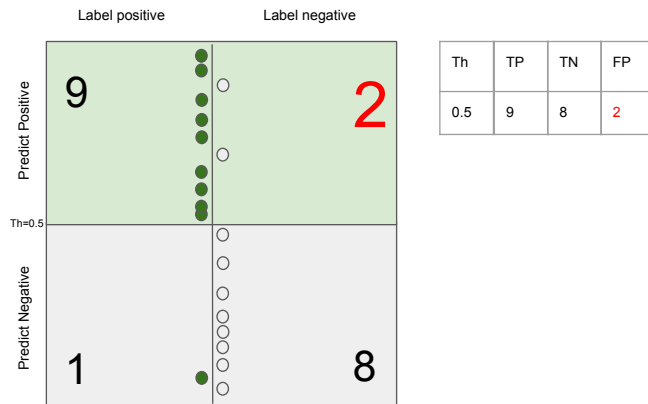 Label positive
Label negative
Predict Positive
9
2
Th=0.5
Predict Negative
1
8
Th TP TN FP
0.5 9 8 2